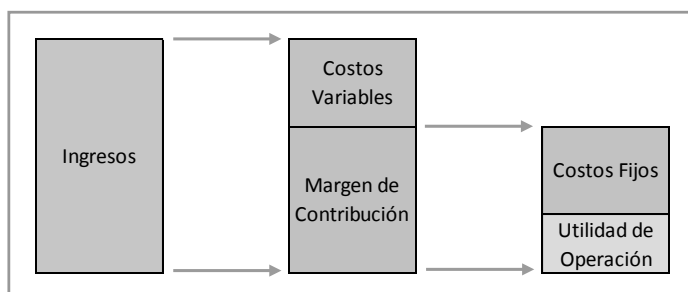 Ingresos
Costos
Variables
Margen de
Contribución
Costos Fijos
Utilidad de
Operación